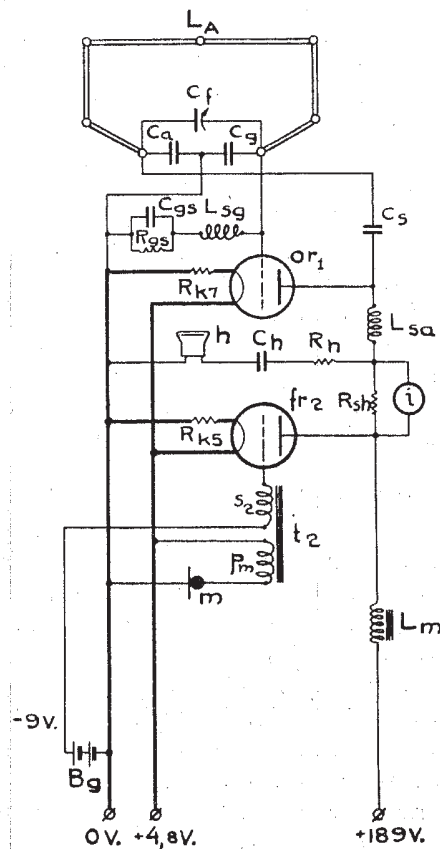 LA
Cf
Ca
Cg
Cgs
Lsg
Rgs
Cs
or1
Rk7
Lsa
h
Ch
Rh
i
fr2
Rsh
Rk5
s2
t2
Pm
m
Lm
-9V.
Bg
0V. +4,8V.
+189V.